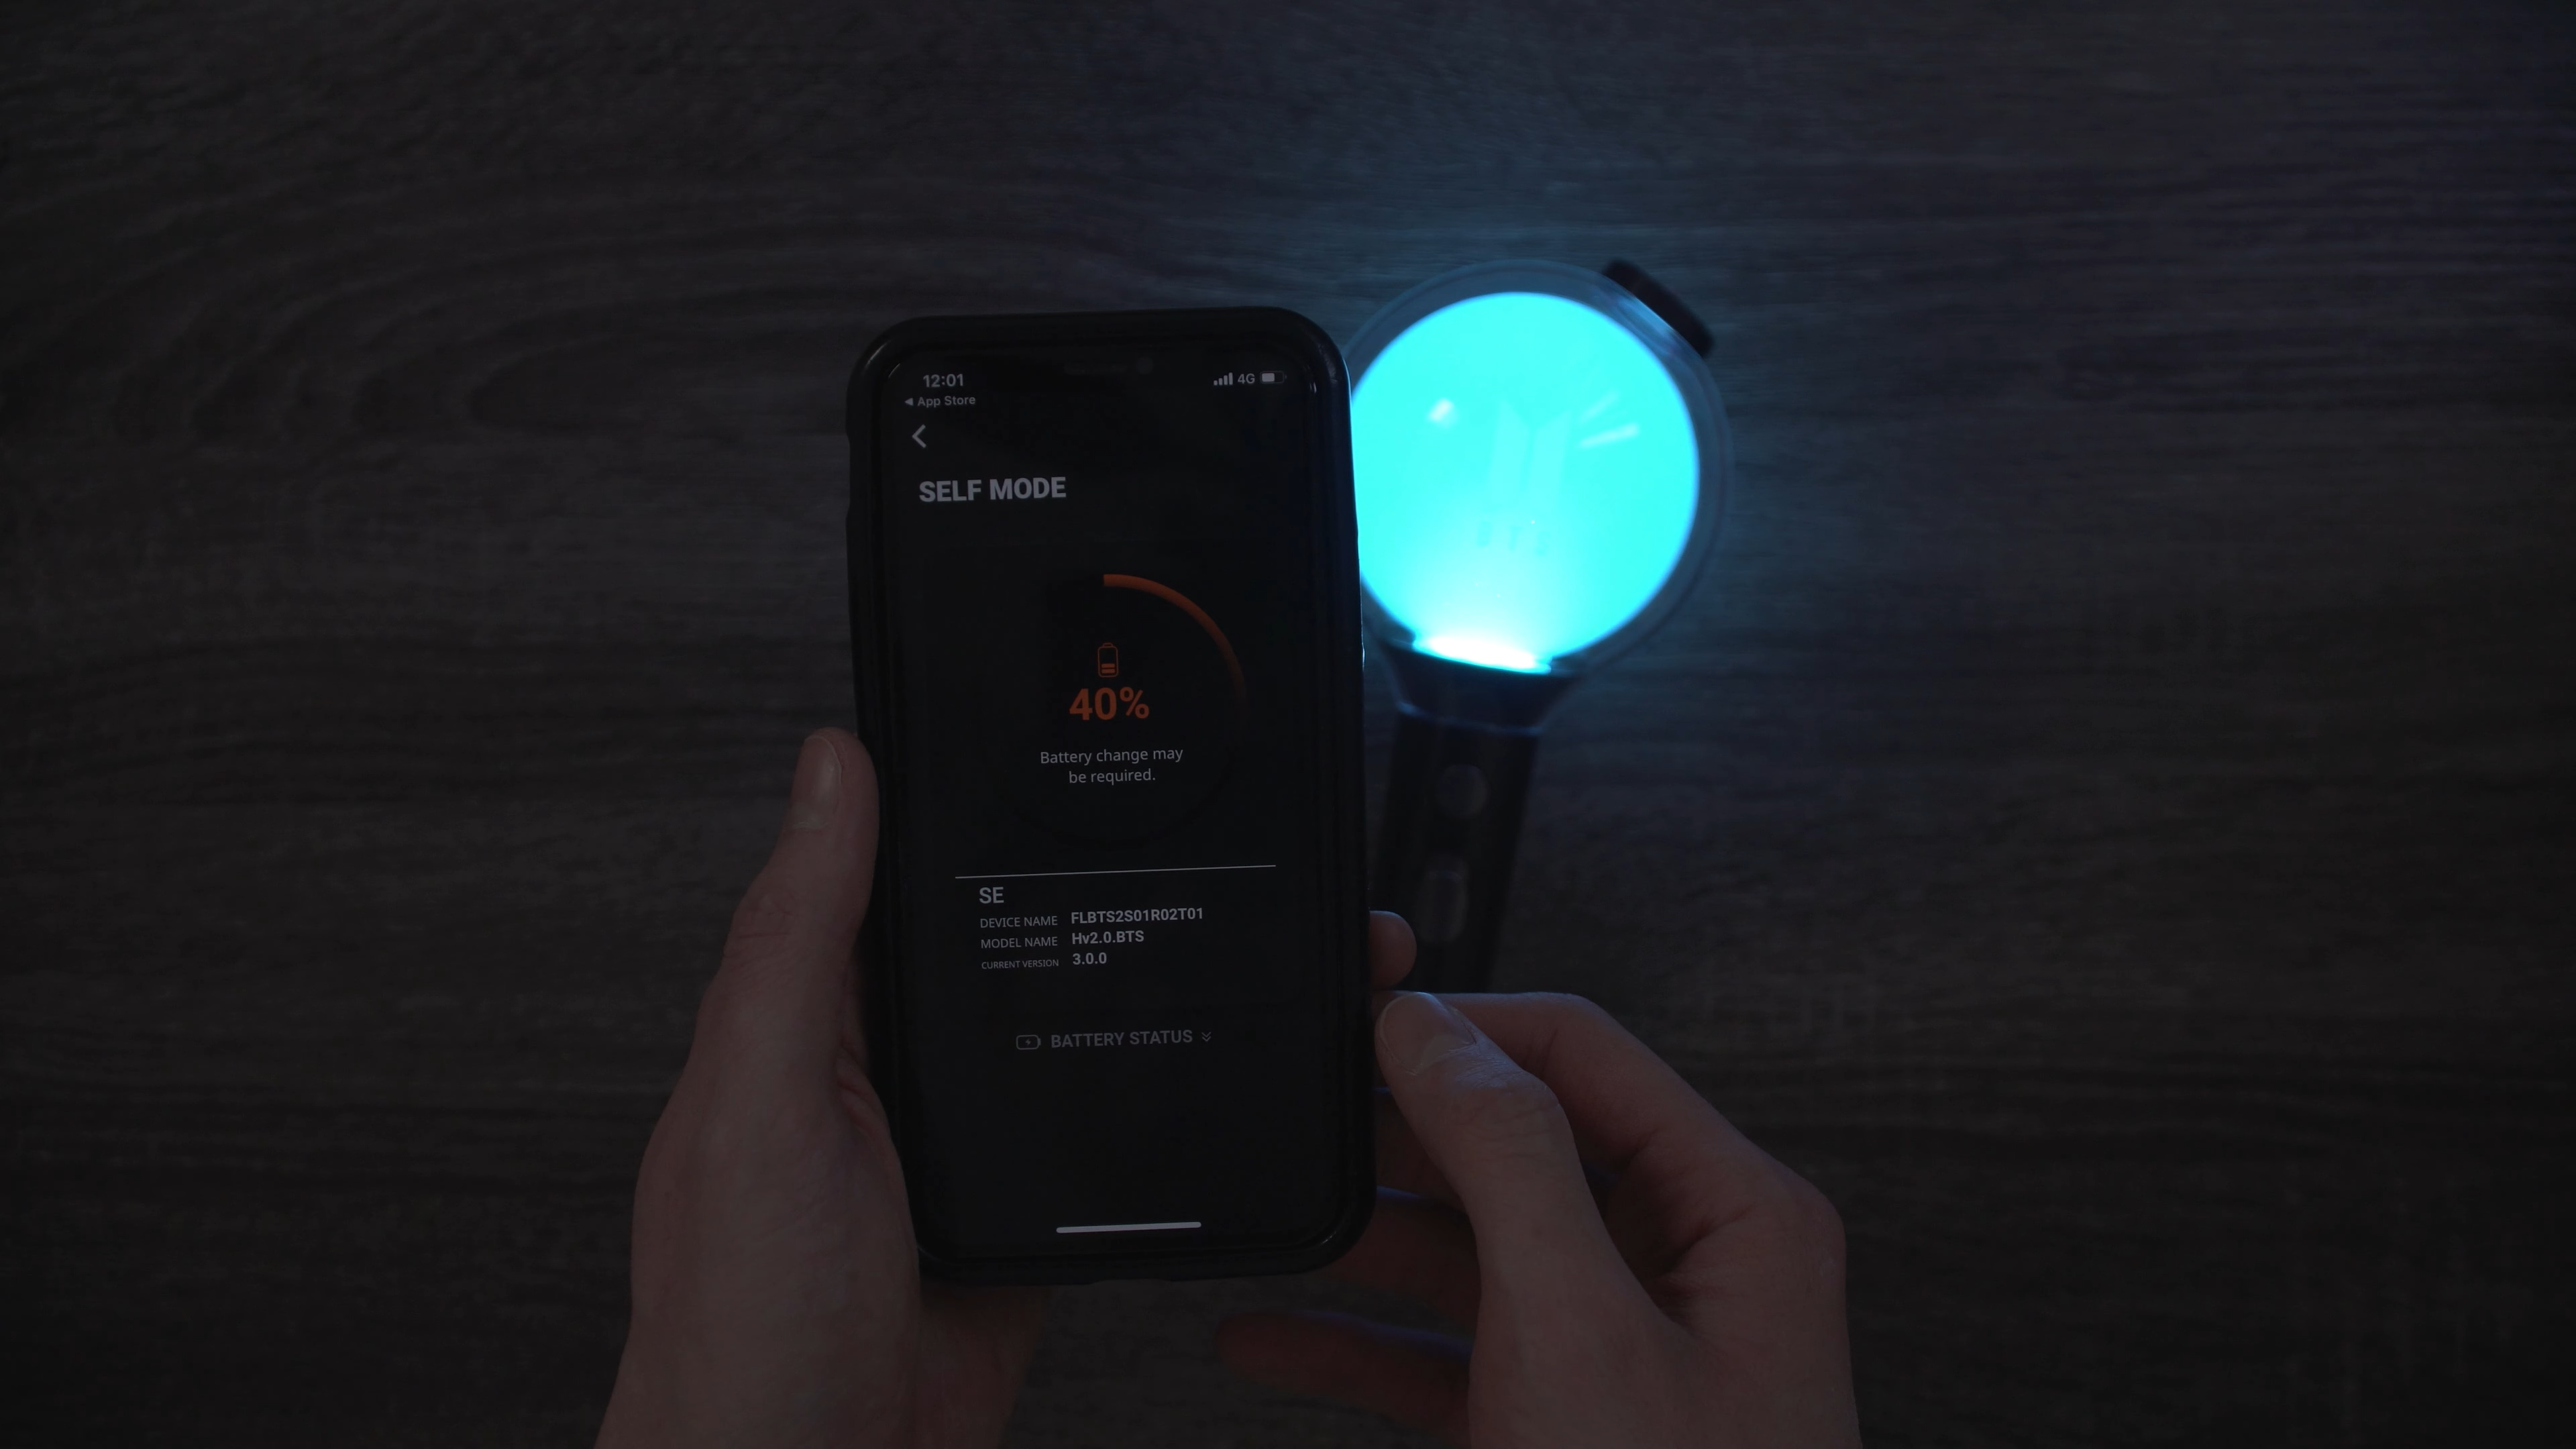 12:01
4G
App Store
SELF MODE
40%
Battery change may
be required.
SE
DEVICE NAME FLBTS2S01R02T01
MODEL NAME Hv2.0.BTS
CURRENT VERSION 3.0.0
BATTERY STATUS
BTS